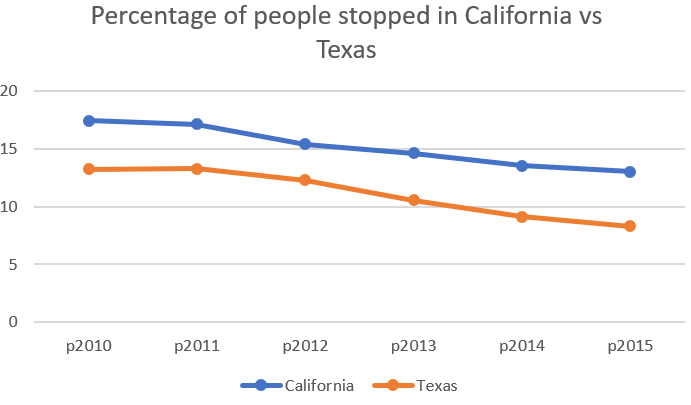 Percentage of people stopped in California vs
Texas
20
15
10
5
0
p2010 p2011 p2012 p2013 p2014 p2015
California Texas